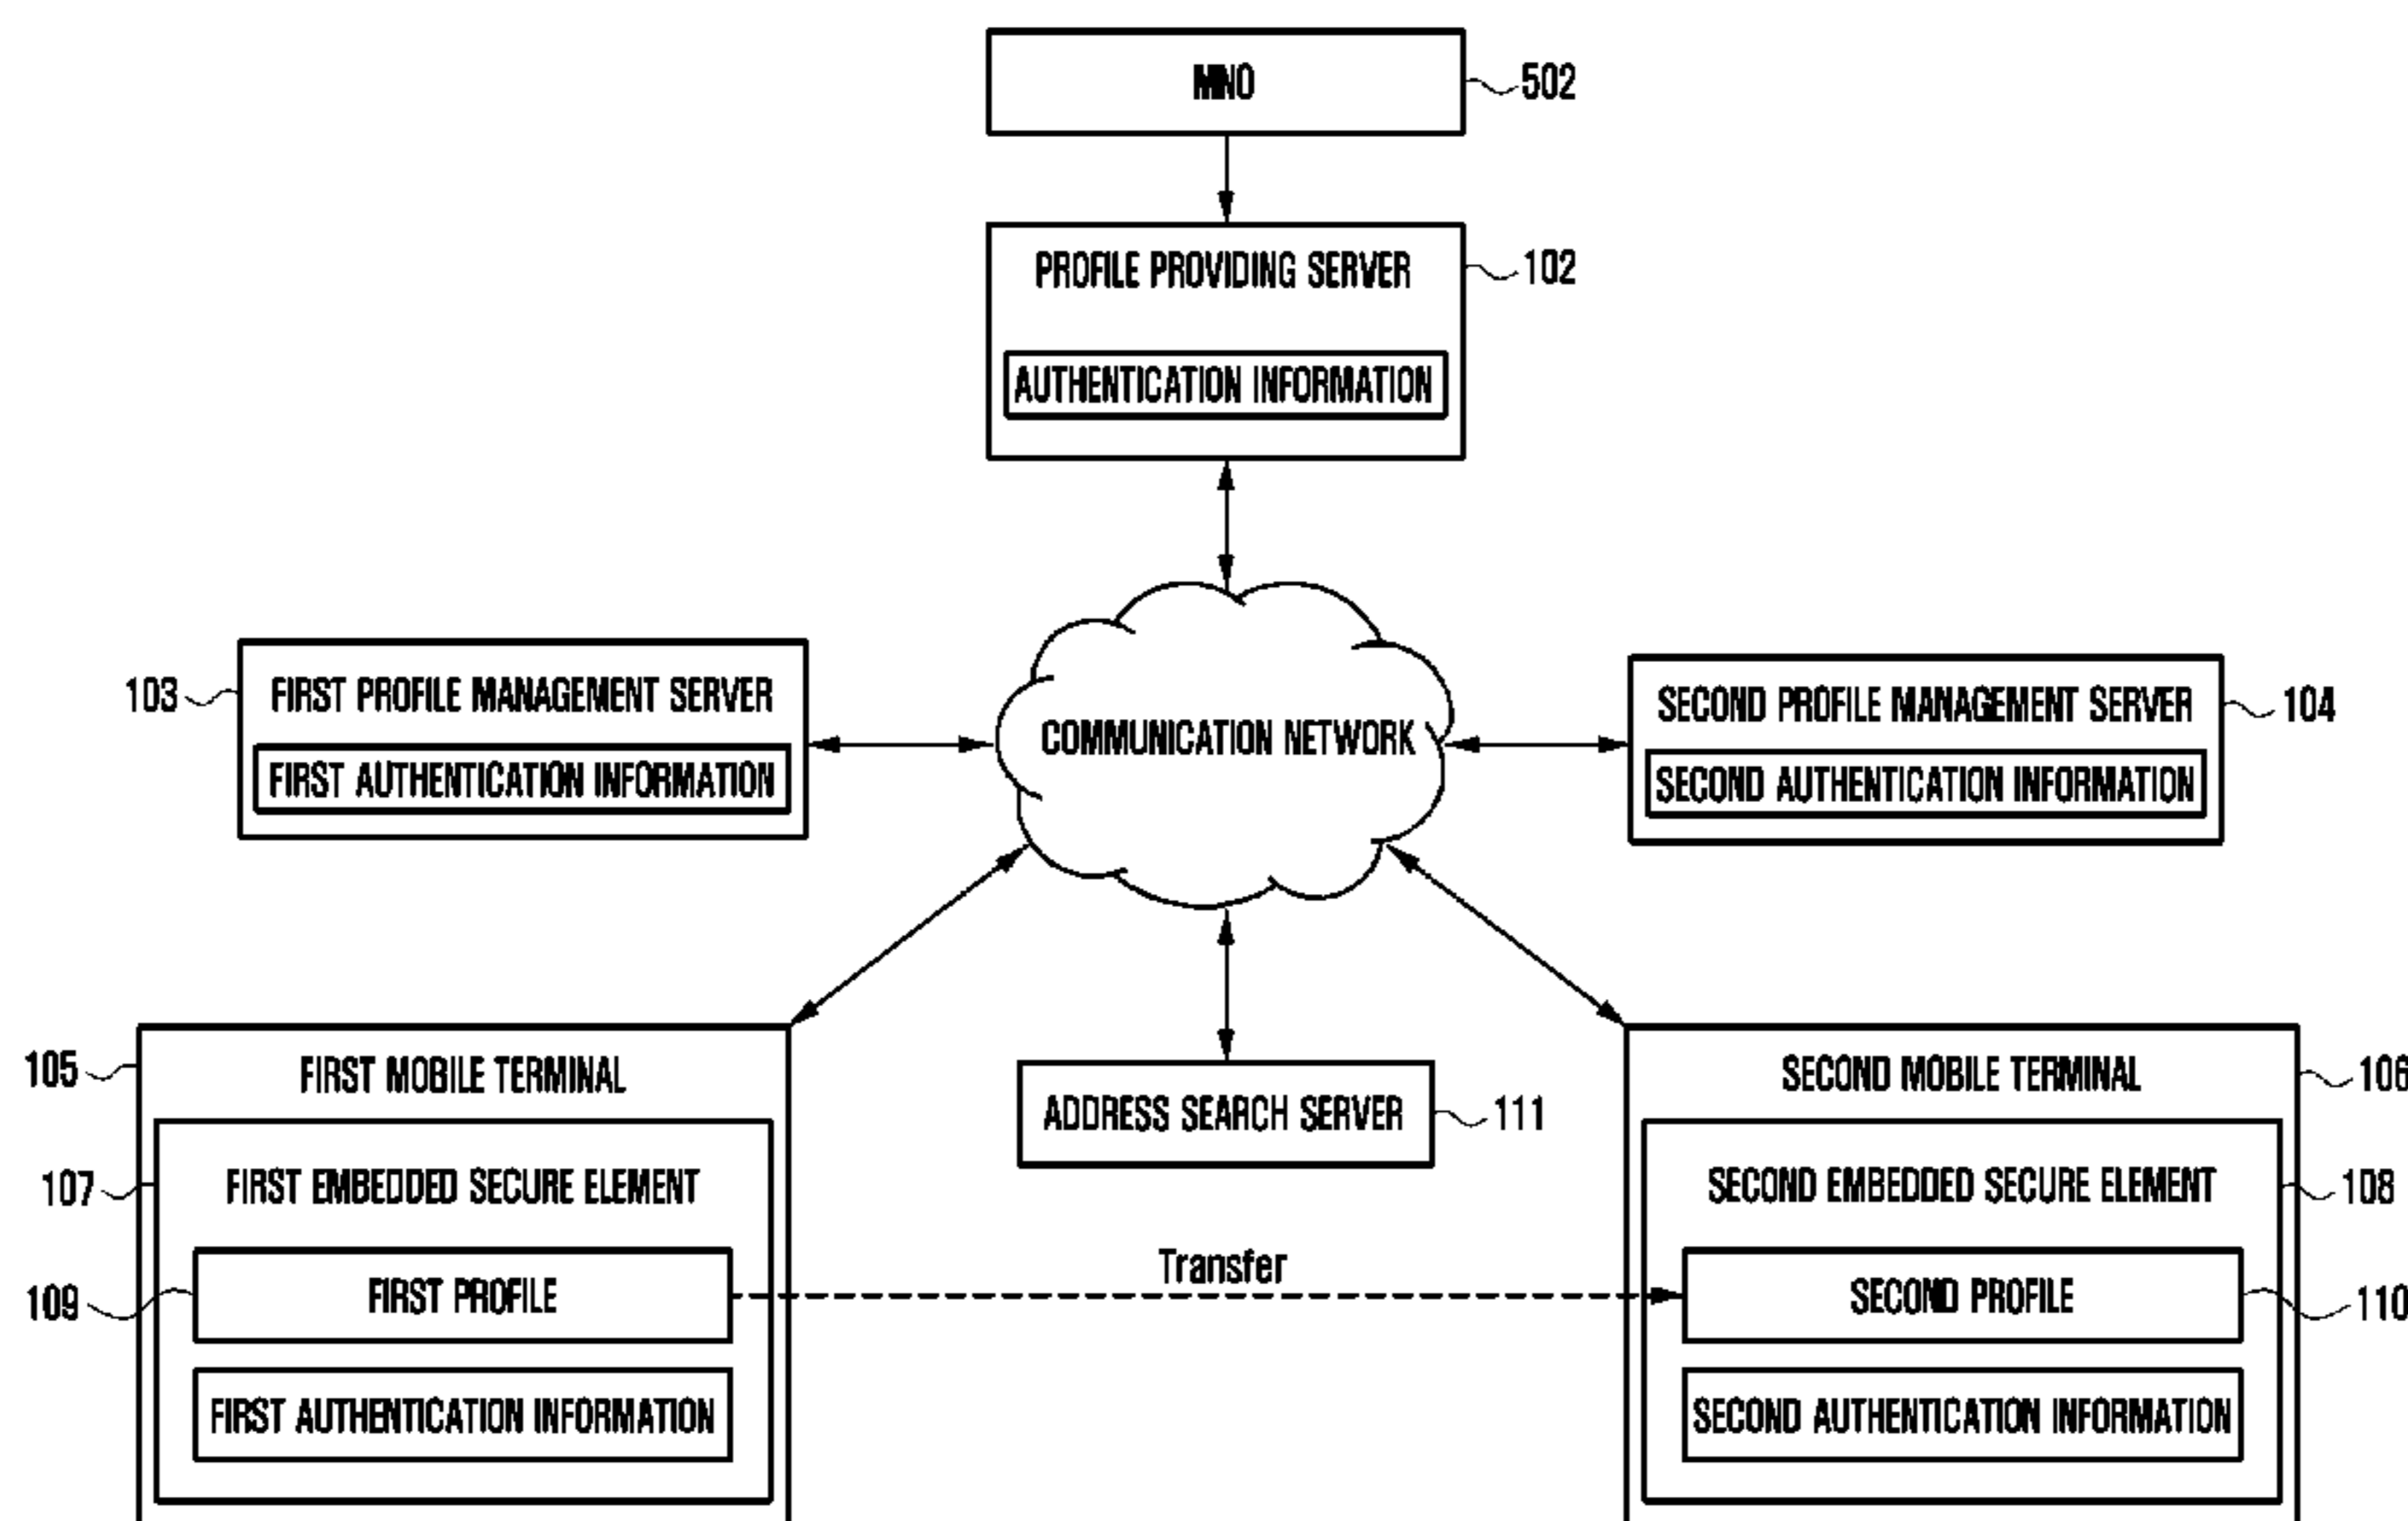 MNO
502
PROFILE PROVIDING SERVER
102
AUTHENTICATION INFORMATION
103
FIRST PROFILE MANAGEMENT SERVER
FIRST AUTHENTICATION INFORMATION
COMMUNICATION NETWORK
SECOND PROFILE MANAGEMENT SERVER
104
SECOND AUTHENTICATION INFORMATION
105
FIRST MOBILE TERMINAL
107
FIRST EMBEDDED SECURE ELEMENT
109
FIRST PROFILE
FIRST AUTHENTICATION INFORMATION
ADDRESS SEARCH SERVER
111
Transfer
SECOND MOBILE TERMINAL
106
SECOND EMBEDDED SECURE ELEMENT
108
SECOND PROFILE
110
SECOND AUTHENTICATION INFORMATION